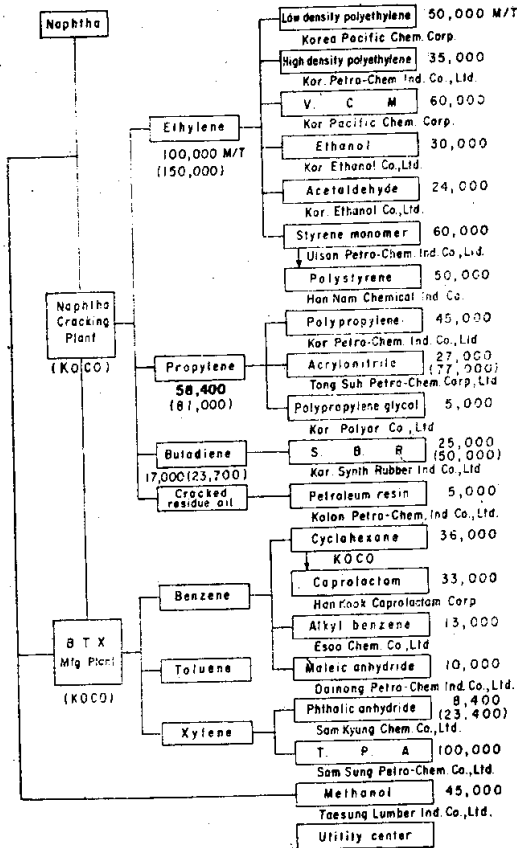 Naphtha
Low density polyethylene 50,000 M/T
Korea Pacific Chem. Corp.
High density polyethylene 35,000
Kor. Petro-Chem Ind. Co., Ltd.
V. C M 60,000
Kor Pacific Chem. Corp.
Ethylene
100,000 M/T
(150,000)
Ethanol 30,000
Kor Ethanol Co., Ltd.
Acetaldehyde 24,000
Kor. Ethanol Co., Ltd.
Styrene monomer 60,000
Ulsan Petro-Chem. Ind. Co., Ltd.
Polystyrene 50,000
Han Nam Chemical Ind Co.
Naphtha
Cracking
Plant
(KOCO)
Polypropylene 45,000
Kor Petro-Chem. Ind. Co., Ltd
Propylene
58,400
(81,000)
Acrylonitrile 27,000
(77,000)
Tong Suh Petro-Chem. Corp, Ltd
Polypropylene glycol 5,000
Kor Polyor Co., Ltd
Butadiene
17,000 (23,700)
S. B R 25,000
(50,000)
Kor. Synth Rubber Ind Co., Ltd.
Cracked
residue oil
Petroleum resin 5,000
Kolon Petro-Chem. Ind Co., Ltd.
Cyclahexane 36,000
KOCO
Benzene
Caprolactam 33,000
Han Kook Caprolactam Corp
Alkyl benzene 13,000
Esoo Chem. Co., Ltd
B T X
Mfg Plant
(KOCO)
Toluene
Maleic anhydride 10,000
Dainong Petro-Chem Ind. Co., Ltd.
Xylene
Phthalic anhydride 8,400
(23,400)
Sam Kyung Chem. Co., Ltd.
T. P. A 100,000
Sam Sung Petro-Chem. Co., Ltd.
Methanol 45,000
Taesung Lumber Ind. Co., Ltd.
Utility center